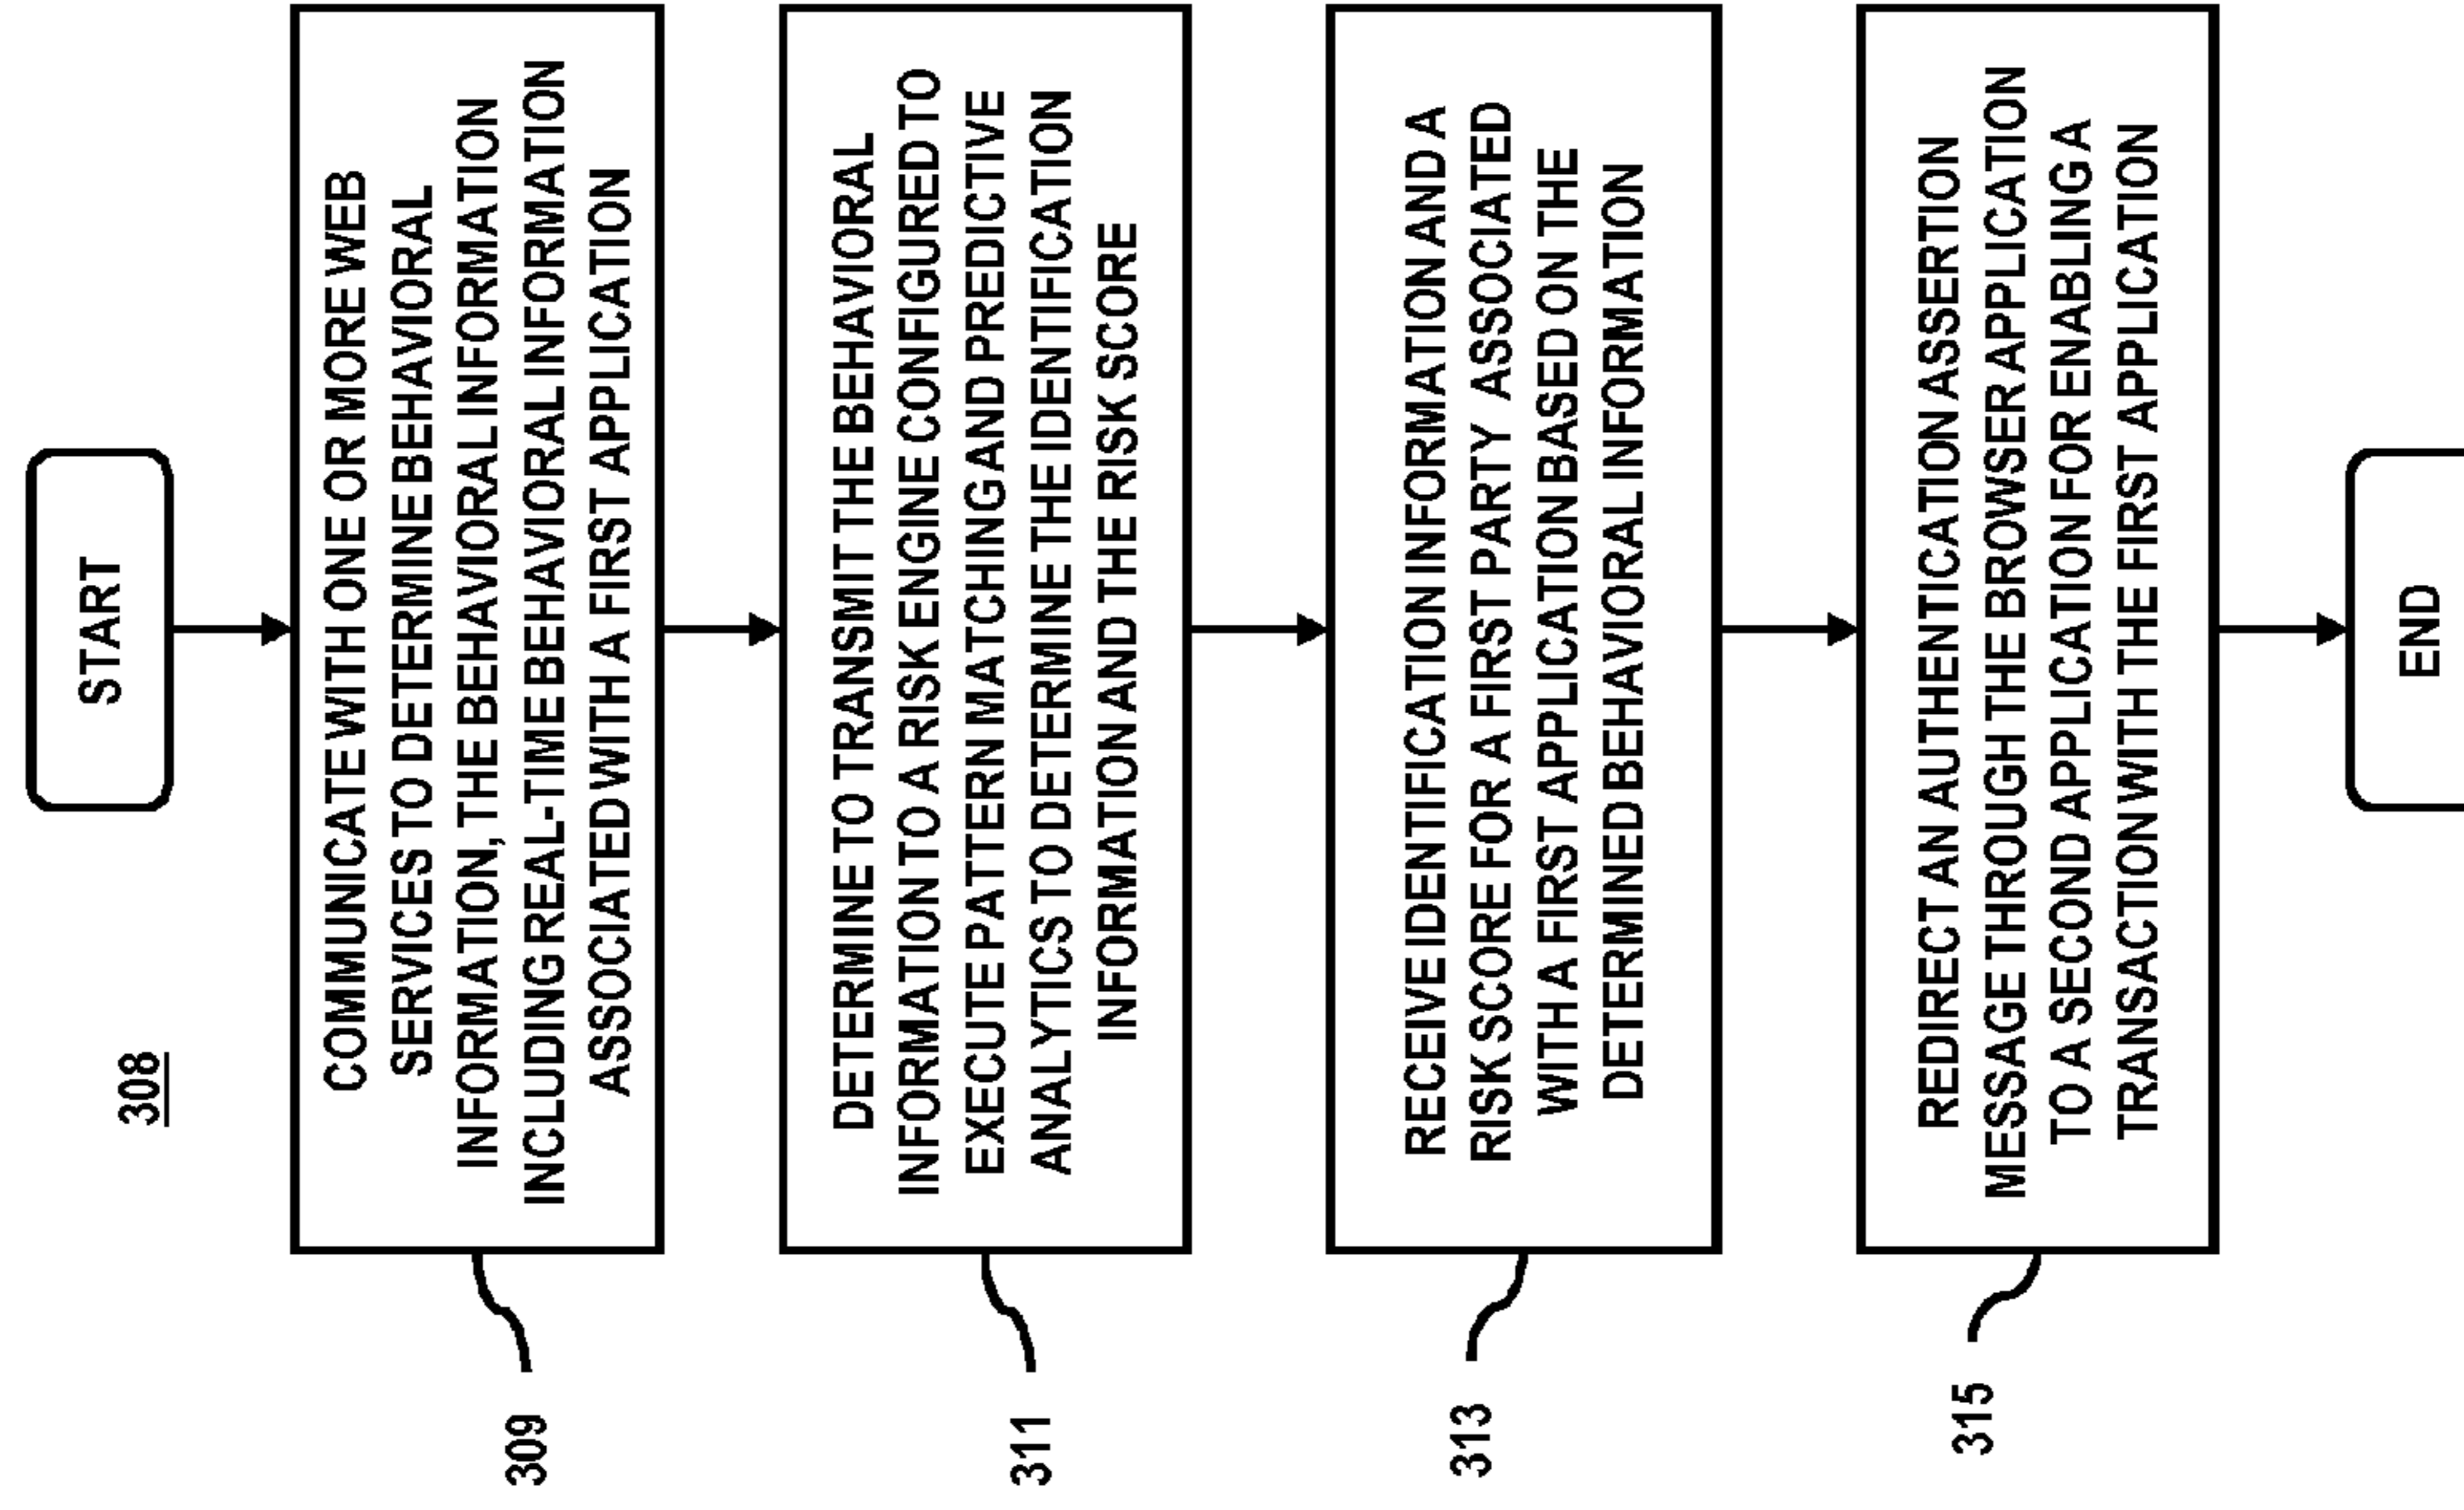 308
START
COMMUNICATE WITH ONE OR MORE WEB
SERVICES TO DETERMINE BEHAVIORAL
INFORMATION, THE BEHAVIORAL INFORMATION
INCLUDING REAL-TIME BEHAVIORAL INFORMATION
ASSOCIATED WITH A FIRST APPLICATION
309
DETERMINE TO TRANSMIT THE BEHAVIORAL
INFORMATION TO A RISK ENGINE CONFIGURED TO
EXECUTE PATTERN MATCHING AND PREDICTIVE
ANALYTICS TO DETERMINE THE IDENTIFICATION
INFORMATION AND THE RISK SCORE
311
RECEIVE IDENTIFICATION INFORMATION AND A
RISK SCORE FOR A FIRST PARTY ASSOCIATED
WITH A FIRST APPLICATION BASED ON THE
DETERMINED BEHAVIORAL INFORMATION
313
REDIRECT AN AUTHENTICATION ASSERTION
MESSAGE THROUGH THE BROWSER APPLICATION
TO A SECOND APPLICATION FOR ENABLING A
TRANSACTION WITH THE FIRST APPLICATION
315
END